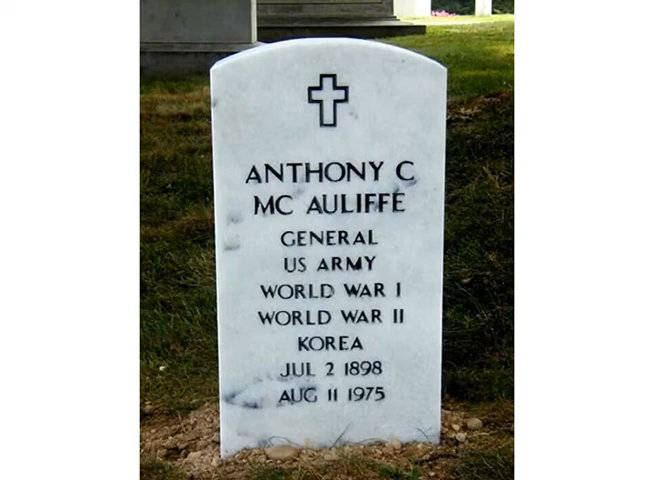 ANTHONY C
MC AULIFFE
GENERAL
US ARMY
WORLD WAR I
WORLD WAR II
KOREA
JUL 2 1898
AUG 11 1975